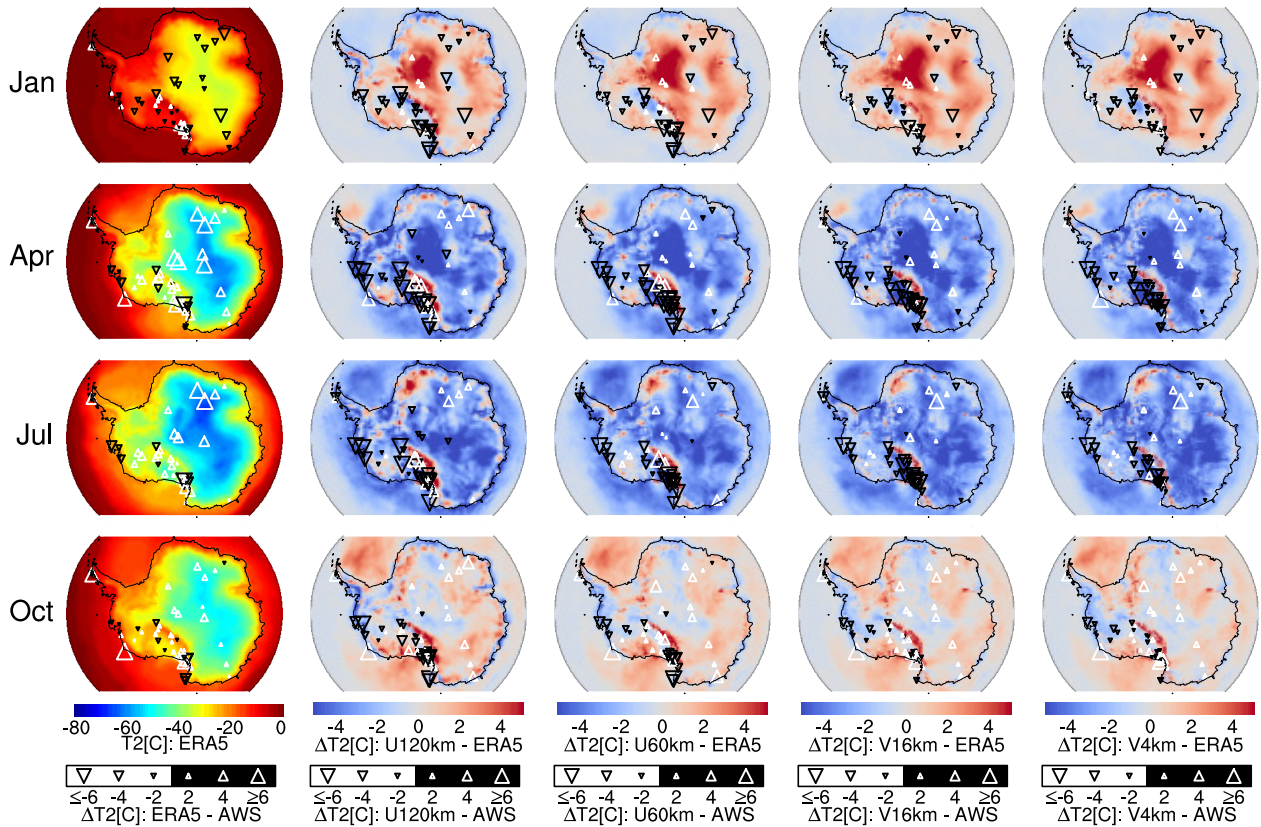 Jan
Apr
Jul
Oct
-80 -60 -40 -20 0
T2[C]: ERA5
-4 -2 0 2 4
ΔT2[C]: U120km - ERA5
-4 -2 0 2 4
ΔT2[C]: U60km - ERA5
-4 -2 0 2 4
ΔT2[C]: V16km - ERA5
-4 -2 0 2 4
ΔT2[C]: V4km - ERA5
≤-6 -4 -2 2 4 ≥6
ΔT2[C]: ERA5 - AWS
≤-6 -4 -2 2 4 ≥6
ΔT2[C]: U120km - AWS
≤-6 -4 -2 2 4 ≥6
ΔT2[C]: U60km - AWS
≤-6 -4 -2 2 4 ≥6
ΔT2[C]: V16km - AWS
≤-6 -4 -2 2 4 ≥6
ΔT2[C]: V4km - AWS